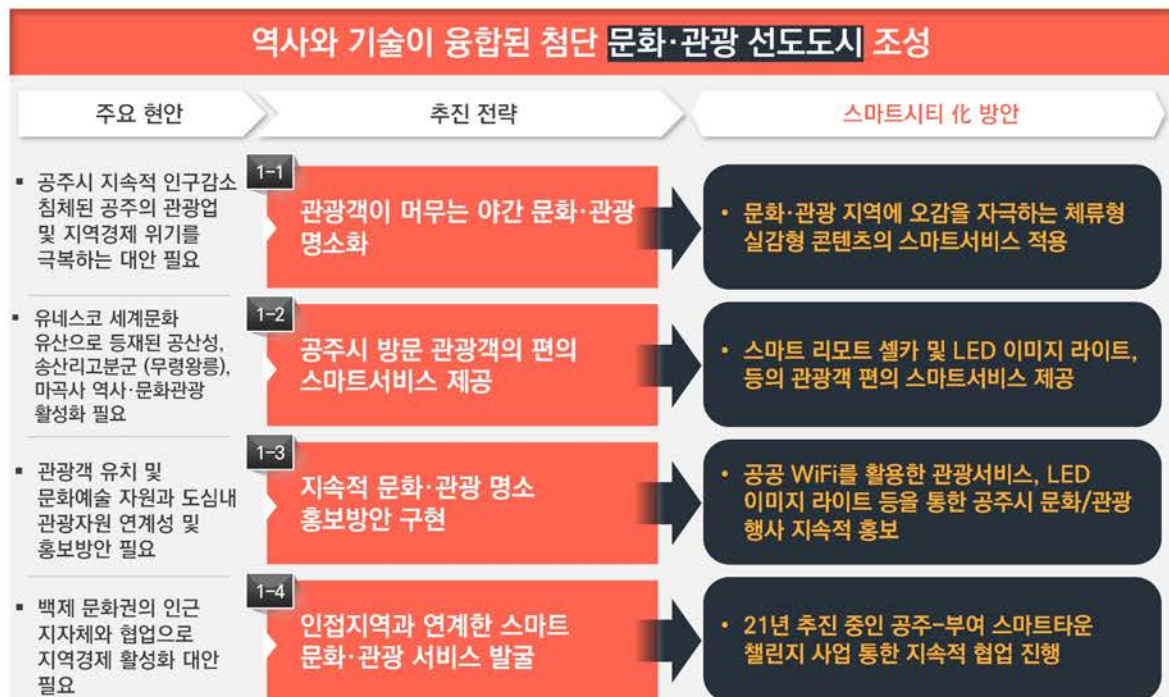 역사와 기술이 융합된 첨단 문화·관광 선도도시 조성
주요 현안
추진 전략
스마트시티 化 방안
▪ 공주시 지속적 인구감소
침체된 공주의 관광업
및 지역경제 위기를
극복하는 대안 필요
1-1
관광객이 머무는 야간 문화·관광
명소화
• 문화·관광 지역에 오감을 자극하는 체류형
실감형 콘텐츠의 스마트서비스 적용
▪ 유네스코 세계문화
유산으로 등재된 공산성,
송산리고분군 (무령왕릉),
마곡사 역사·문화관광
활성화 필요
1-2
공주시 방문 관광객의 편의
스마트서비스 제공
• 스마트 리모트 셀카 및 LED 이미지 라이트,
등의 관광객 편의 스마트서비스 제공
▪ 관광객 유치 및
문화예술 자원과 도심내
관광자원 연계성 및
홍보방안 필요
1-3
지속적 문화·관광 명소
홍보방안 구현
• 공공 WiFi를 활용한 관광서비스, LED
이미지 라이트 등을 통한 공주시 문화/관광
행사 지속적 홍보
▪ 백제 문화권의 인근
지자체와 협업으로
지역경제 활성화 대안
필요
1-4
인접지역과 연계한 스마트
문화·관광 서비스 발굴
• 21년 추진 중인 공주-부여 스마트타운
챌린지 사업 통한 지속적 협업 진행